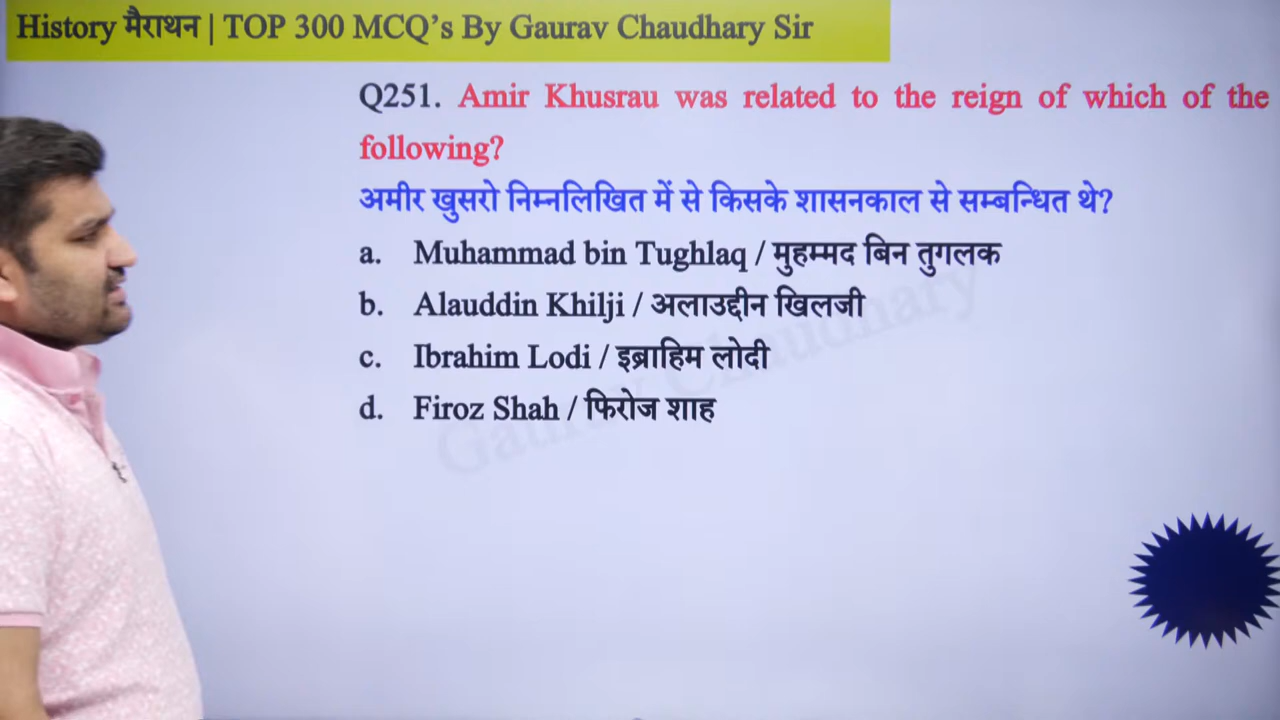 History मैराथन | TOP 300 MCQ’s By Gaurav Chaudhary Sir
Q251. Amir Khusrau was related to the reign of which of the
following?
अमीर खुसरो निम्नलिखित में से किसके शासनकाल से सम्बन्धित थे?
a. Muhammad bin Tughlaq / मुहम्मद बिन तुगलक
b. Alauddin Khilji / अलाउद्दीन खिलजी
c. Ibrahim Lodi / इब्राहिम लोदी
d. Firoz Shah / फिरोज शाह
Gaurav Chaudhary